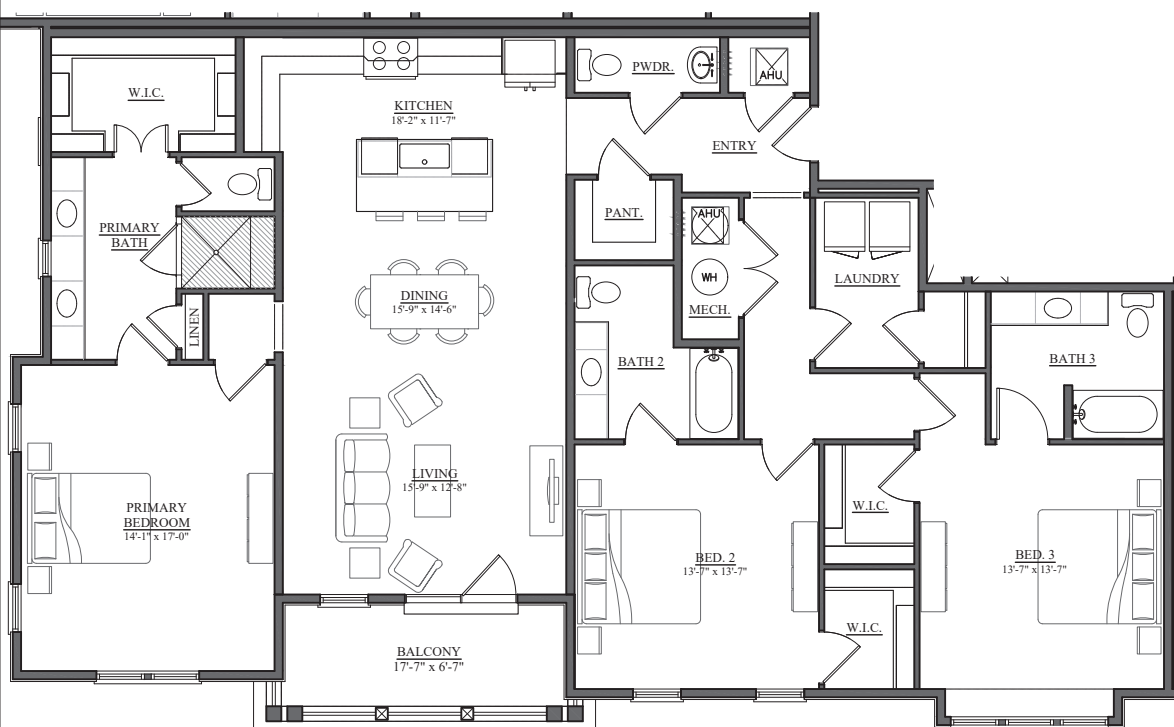 W.I.C.
KITCHEN
18'-2" x 11'-7"
PWDR.
AHU
ENTRY
PRIMARY
BATH
PANT.
AHU
WH
MECH.
LAUNDRY
LINEN
DINING
15'-9" x 14'-6"
BATH 2
BATH 3
LIVING
15'-9" x 12'-8"
PRIMARY
BEDROOM
14'-1" x 17'-0"
W.I.C.
BED. 2
13'-7" x 13'-7"
BED. 3
13'-7" x 13'-7"
W.I.C.
BALCONY
17'-7" x 6'-7"